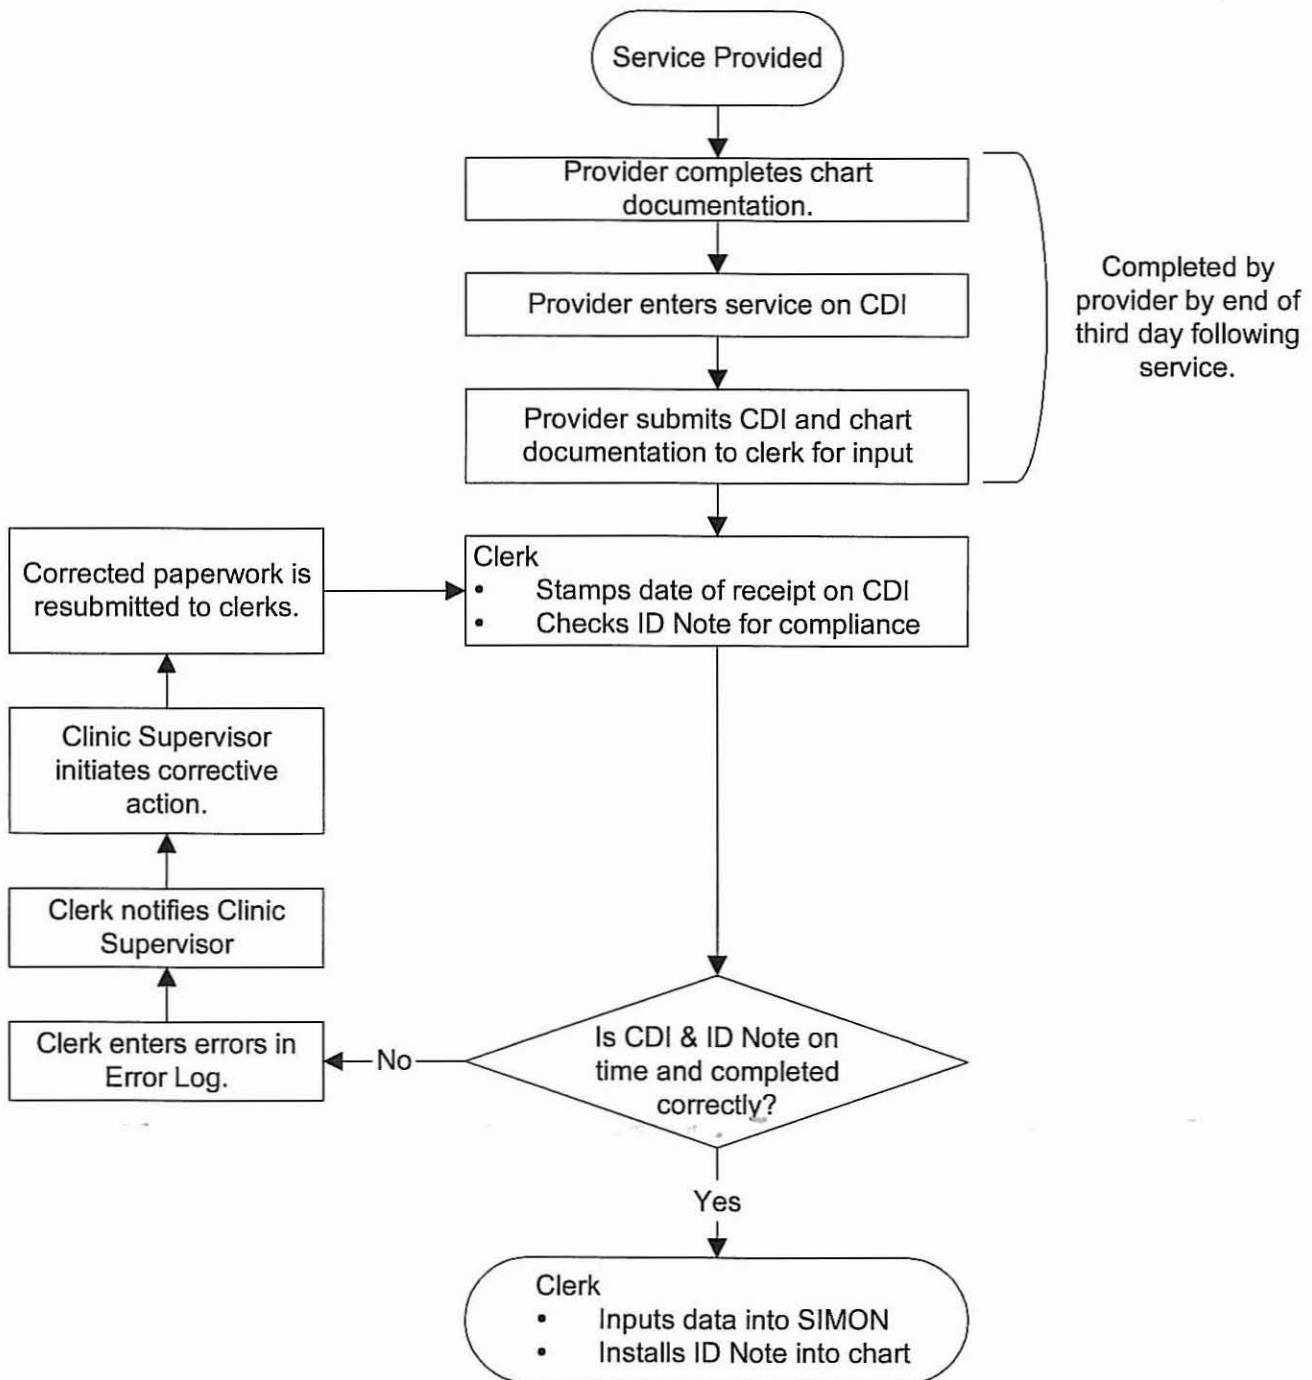 Service Provided
Provider completes chart
documentation.
Provider enters service on CDI
Completed by
provider by end of
third day following
service.
Provider submits CDI and chart
documentation to clerk for input
Clerk
• Stamps date of receipt on CDI
• Checks ID Note for compliance
Corrected paperwork is
resubmitted to clerks.
Clinic Supervisor
initiates corrective
action.
Clerk notifies Clinic
Supervisor
Clerk enters errors in
Error Log.
No
Is CDI & ID Note on
time and completed
correctly?
Yes
Clerk
• Inputs data into SIMON
• Installs ID Note into chart